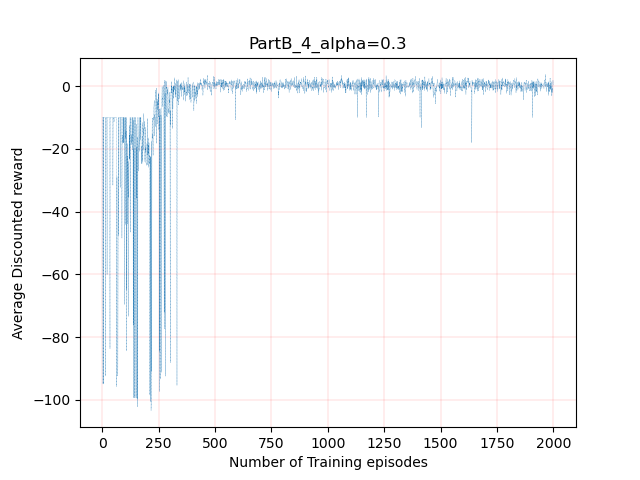 PartB_4_alpha=0.3
0
−20
−40
−60
−80
−100
Average Discounted reward
0 250 500 750 1000 1250 1500 1750 2000
Number of Training episodes